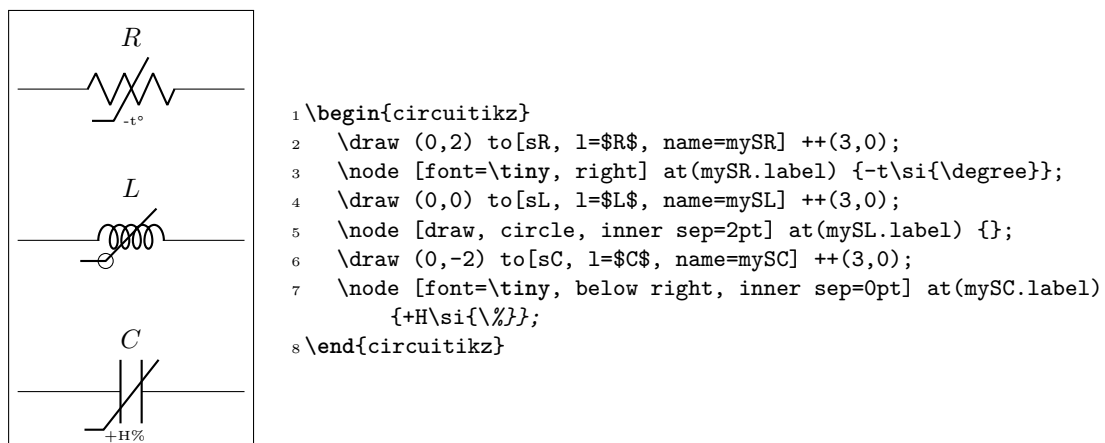 R
-t°
L
C
+H%
1 \begin{circuitikz}
2 \draw (0,2) to[sR, l=$R$, name=mySR] ++(3,0);
3 \node [font=\tiny, right] at(mySR.label) {-t\si{\degree}};
4 \draw (0,0) to[sL, l=$L$, name=mySL] ++(3,0);
5 \node [draw, circle, inner sep=2pt] at(mySL.label) {};
6 \draw (0,-2) to[sC, l=$C$, name=mySC] ++(3,0);
7 \node [font=\tiny, below right, inner sep=0pt] at(mySC.label)
{+H\si{\%}};
8 \end{circuitikz}